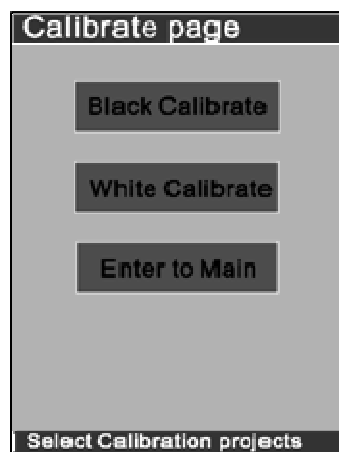 Calibrate page
Black Calibrate
White Calibrate
Enter to Main
Select Calibration projects